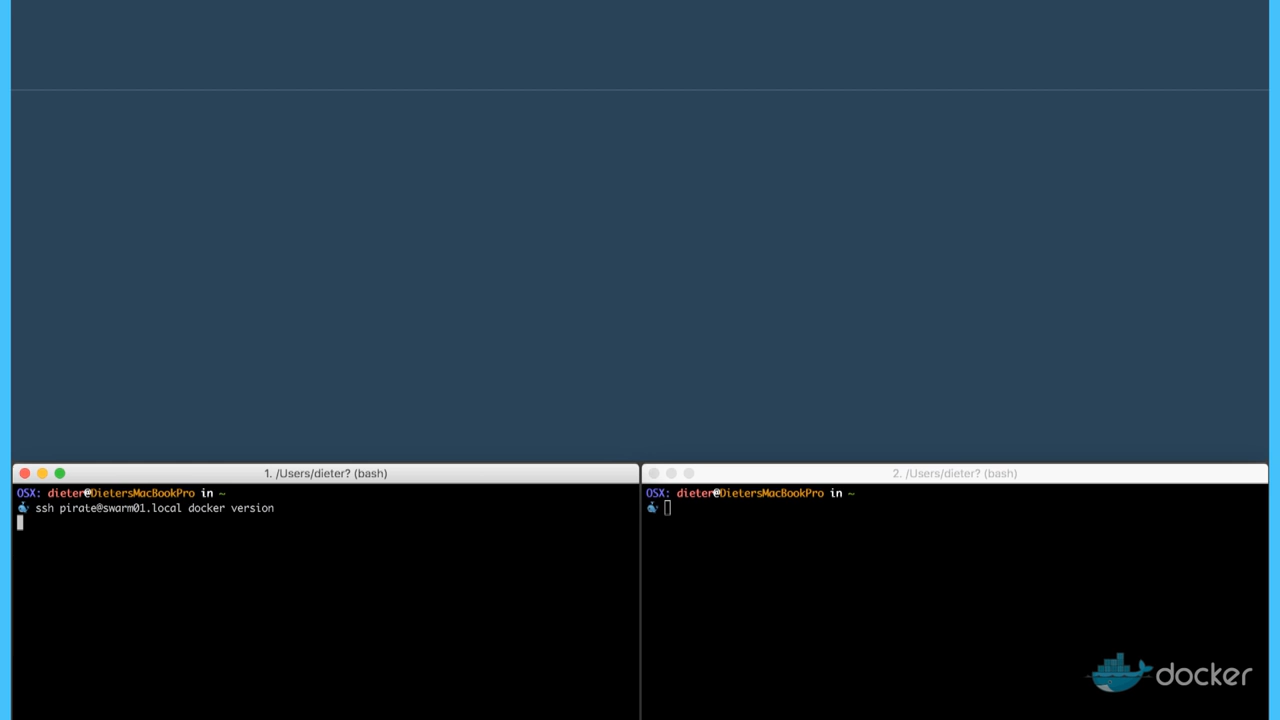 1. /Users/dieter? (bash)
OSX: dieter@DietersMacBookPro in ~
ssh pirate@swarm01.local docker version
2. /Users/dieter? (bash)
OSX: dieter@DietersMacBookPro in ~
docker